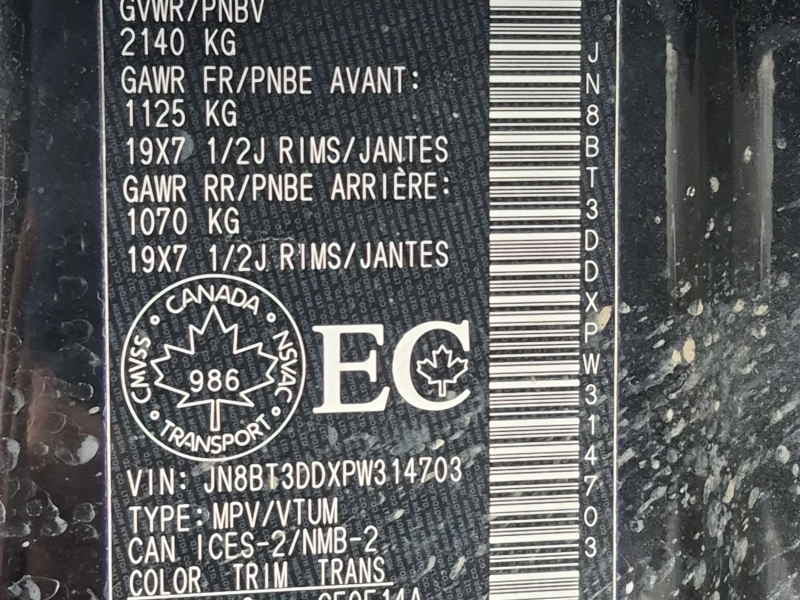 GVWR/PNBV
2140 KG
GAWR FR/PNBE AVANT:
1125 KG
19X7 1/2J RIMS/JANTES
GAWR RR/PNBE ARRIÈRE:
1070 KG
19X7 1/2J RIMS/JANTES
CANADA
CMVSS
NSVAC
986
TRANSPORT
EC
VIN: JN8BT3DDXPW314703
TYPE:MPV/VTUM
CAN ICES-2/NMB-2
COLOR TRIM TRANS
JN8BT3DDXPW314703